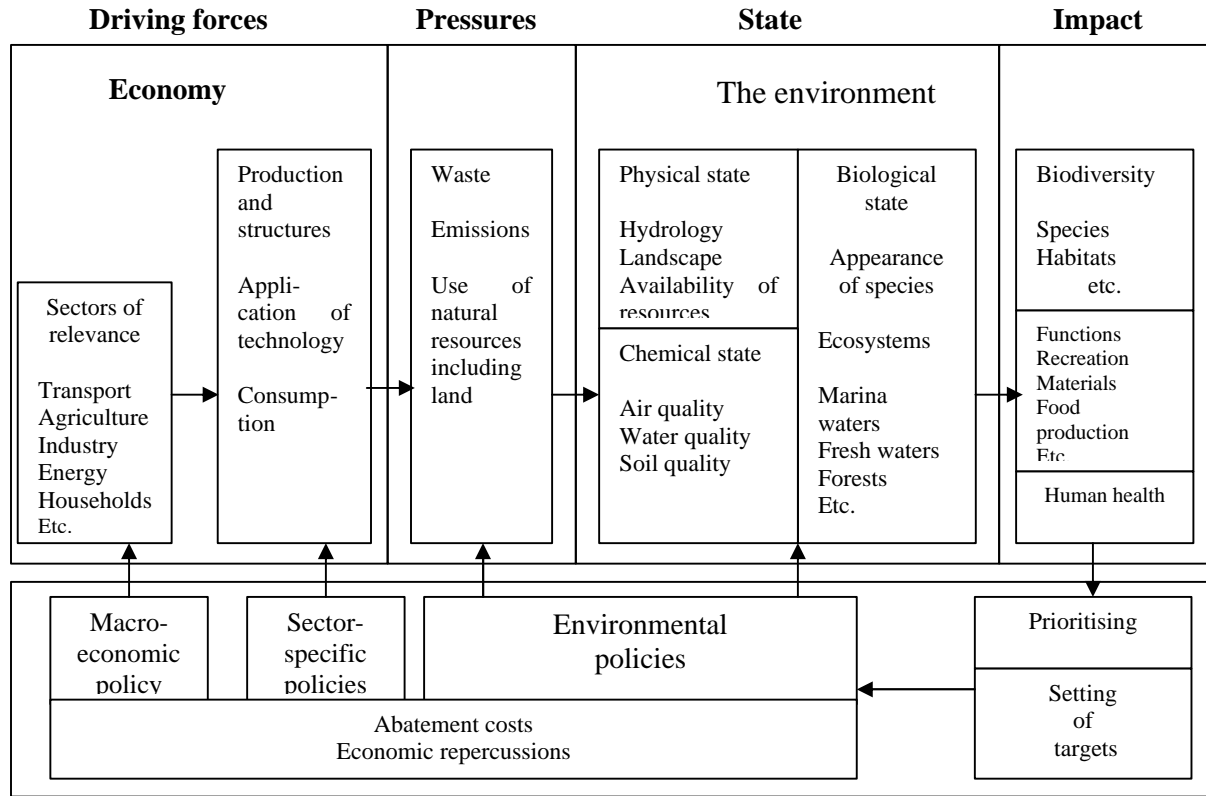 Driving forces
Pressures
State
Impact
Economy
The environment
Sectors of
relevance
Transport
Agriculture
Industry
Energy
Households
Etc.
Production
and
structures
Appli-
cation of
technology
Consump-
tion
Waste
Emissions
Use of
natural
resources
including
land
Physical state
Hydrology
Landscape
Availability of
resources
Chemical state
Air quality
Water quality
Soil quality
Biological
state
Appearance
of species
Ecosystems
Marina
waters
Fresh waters
Forests
Etc.
Biodiversity
Species
Habitats
etc.
Functions
Recreation
Materials
Food
production
Etc
Human health
Macro-
economic
policy
Sector-
specific
policies
Environmental
policies
Abatement costs
Economic repercussions
Prioritising
Setting
of
targets